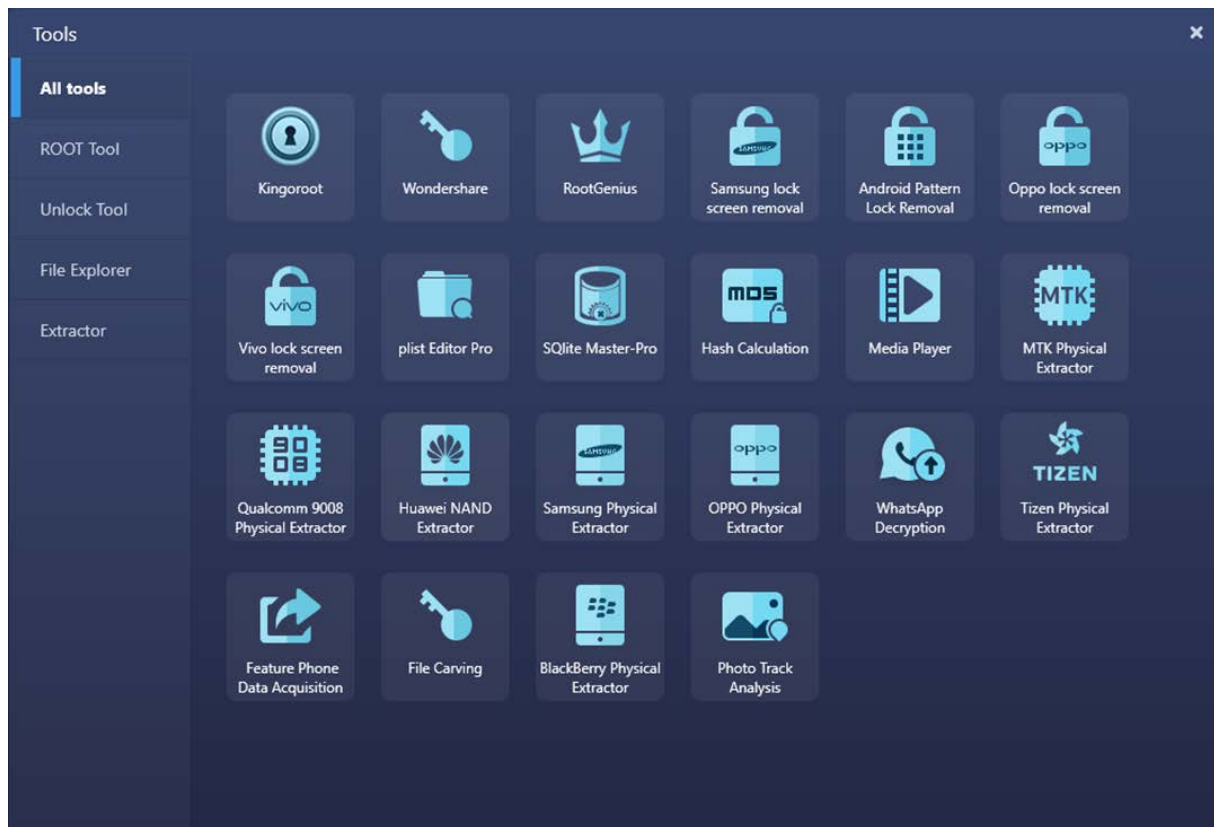 Tools
All tools
ROOT Tool
Unlock Tool
File Explorer
Extractor
Kingoroot
Wondershare
RootGenius
SAMSUNG
Samsung lock
screen removal
Android Pattern
Lock Removal
oppo
Oppo lock screen
removal
vivo
Vivo lock screen
removal
plist Editor Pro
SQlite Master-Pro
MD5
Hash Calculation
Media Player
MTK
MTK Physical
Extractor
90
08
Qualcomm 9008
Physical Extractor
Huawei NAND
Extractor
SAMSUNG
Samsung Physical
Extractor
oppo
OPPO Physical
Extractor
WhatsApp
Decryption
TIZEN
Tizen Physical
Extractor
Feature Phone
Data Acquisition
File Carving
BlackBerry Physical
Extractor
Photo Track
Analysis